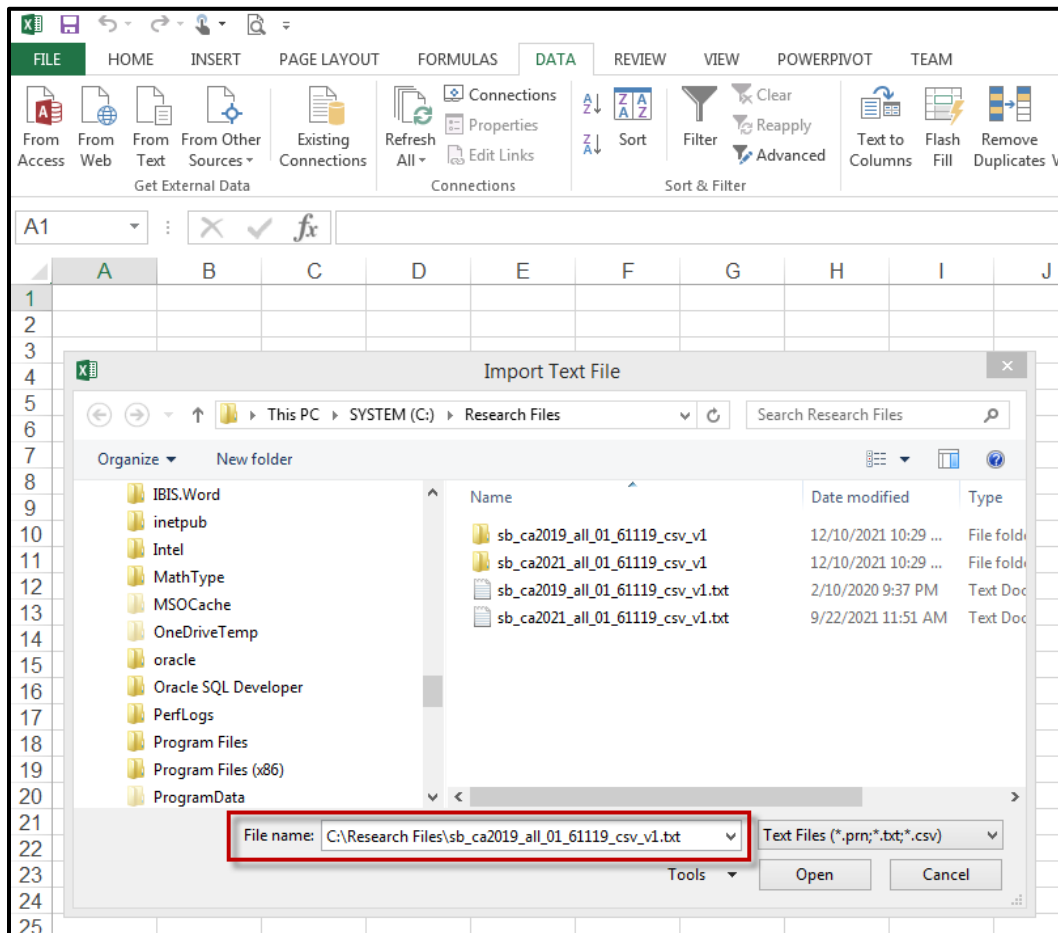 FILE HOME INSERT PAGE LAYOUT FORMULAS DATA REVIEW VIEW POWERPIVOT TEAM
From Access
From Web
From Text
From Other Sources
Existing Connections
Get External Data
Refresh All
Connections
Properties
Edit Links
Connections
A Z
Z A
Z A A Z
Sort
Filter
Clear
Reapply
Advanced
Sort & Filter
Text to Columns
Flash Fill
Remove Duplicates
A1
fx
A B C D E F G H I J
1
2
3
4
5
6
7
8
9
10
11
12
13
14
15
16
17
18
19
20
21
22
23
24
25
Import Text File
This PC SYSTEM (C:) Research Files
Search Research Files
Organize New folder
IBIS.Word
inetpub
Intel
MathType
MSOCache
OneDriveTemp
oracle
Oracle SQL Developer
PerfLogs
Program Files
Program Files (x86)
ProgramData
Name Date modified Type
sb_ca2019_all_01_61119_csv_v1 12/10/2021 10:29 ... File folde
sb_ca2021_all_01_61119_csv_v1 12/10/2021 10:29 ... File folde
sb_ca2019_all_01_61119_csv_v1.txt 2/10/2020 9:37 PM Text Doc
sb_ca2021_all_01_61119_csv_v1.txt 9/22/2021 11:51 AM Text Doc
File name: C:\Research Files\sb_ca2019_all_01_61119_csv_v1.txt Text Files (*.prn;*.txt;*.csv)
Tools Open Cancel